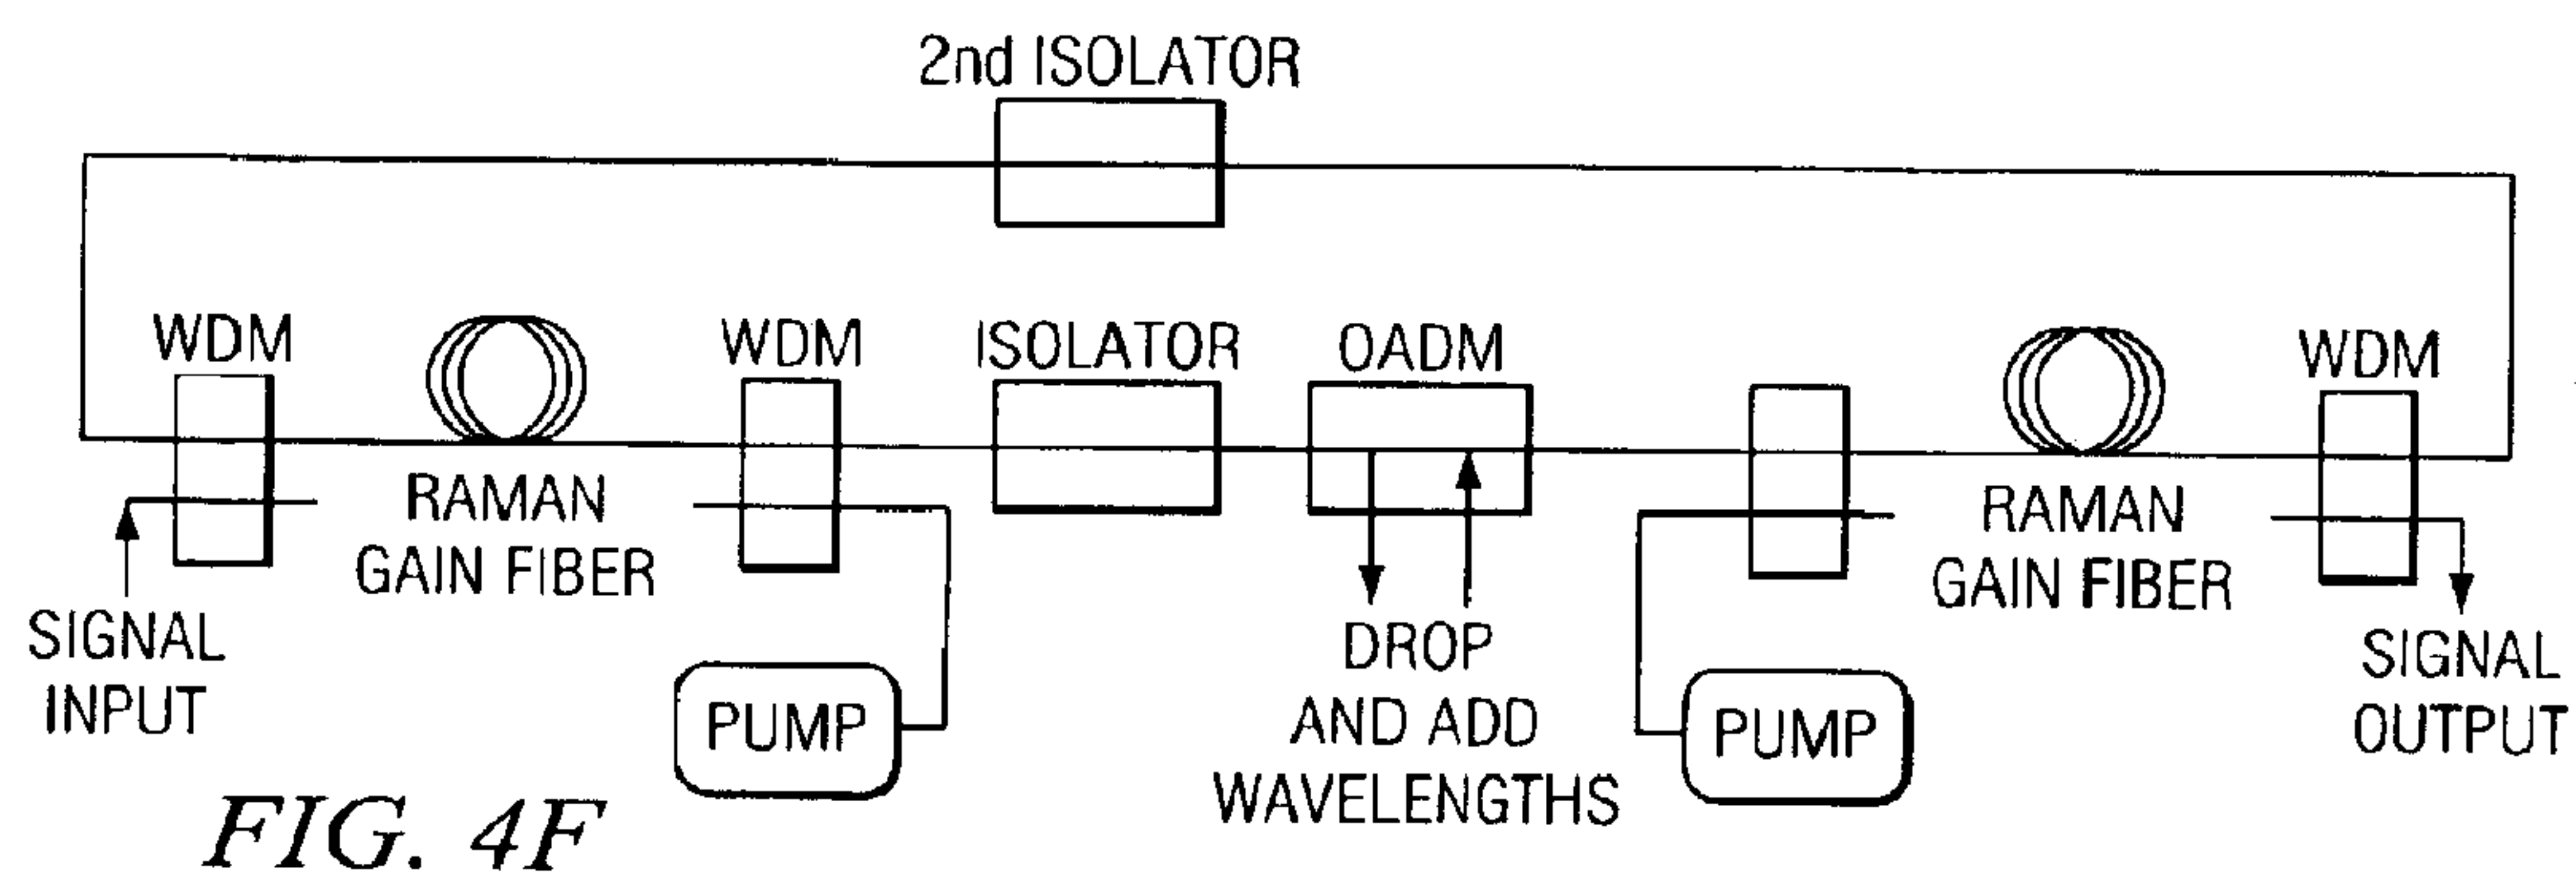 2nd ISOLATOR
WDM
WDM
ISOLATOR
OADM
WDM
RAMAN
GAIN FIBER
RAMAN
GAIN FIBER
SIGNAL
INPUT
PUMP
DROP
AND ADD
WAVELENGTHS
PUMP
SIGNAL
OUTPUT
FIG. 4F